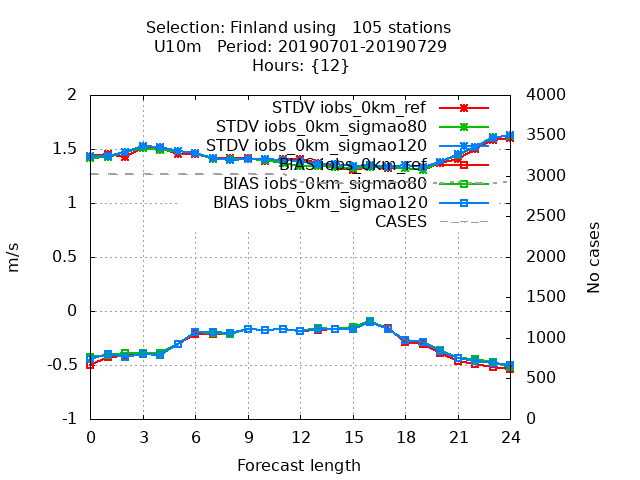 Selection: Finland using   105 stations
U10m   Period: 20190701-20190729
Hours: {12}
2
1.5
1
0.5
0
-0.5
-1
4000
3500
3000
2500
2000
1500
1000
500
0
STDV iobs_0km_ref
STDV iobs_0km_sigmao80
STDV iobs_0km_sigmao120
BIAS iobs_0km_ref
BIAS iobs_0km_sigmao80
BIAS iobs_0km_sigmao120
CASES
m/s
No cases
0 3 6 9 12 15 18 21 24
Forecast length